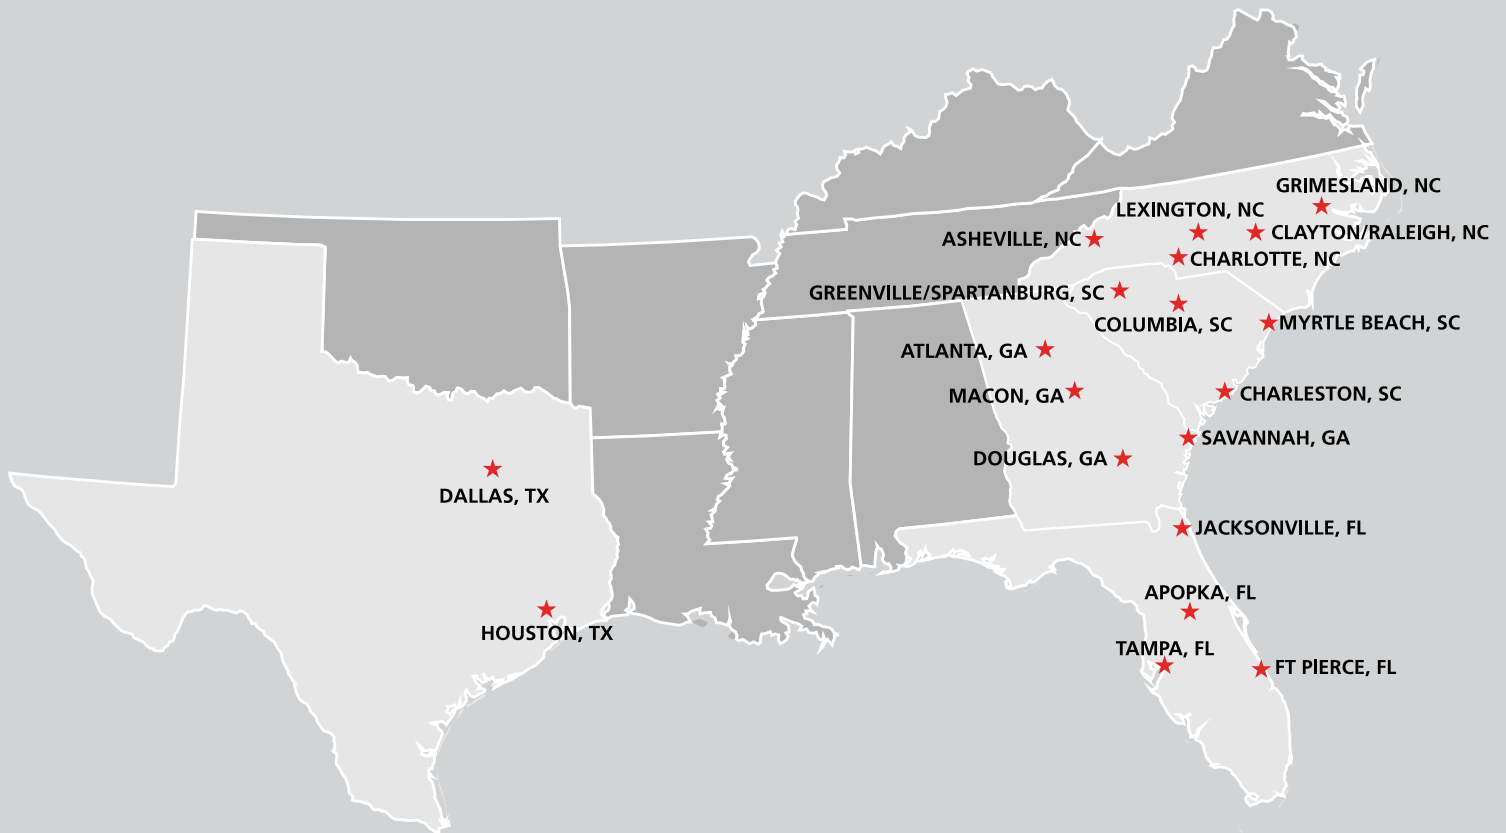 GRIMESLAND, NC
LEXINGTON, NC
CLAYTON/RALEIGH, NC
ASHEVILLE, NC
CHARLOTTE, NC
GREENVILLE/SPARTANBURG, SC
COLUMBIA, SC
MYRTLE BEACH, SC
ATLANTA, GA
MACON, GA
CHARLESTON, SC
SAVANNAH, GA
DOUGLAS, GA
DALLAS, TX
JACKSONVILLE, FL
APOPKA, FL
HOUSTON, TX
TAMPA, FL
FT PIERCE, FL